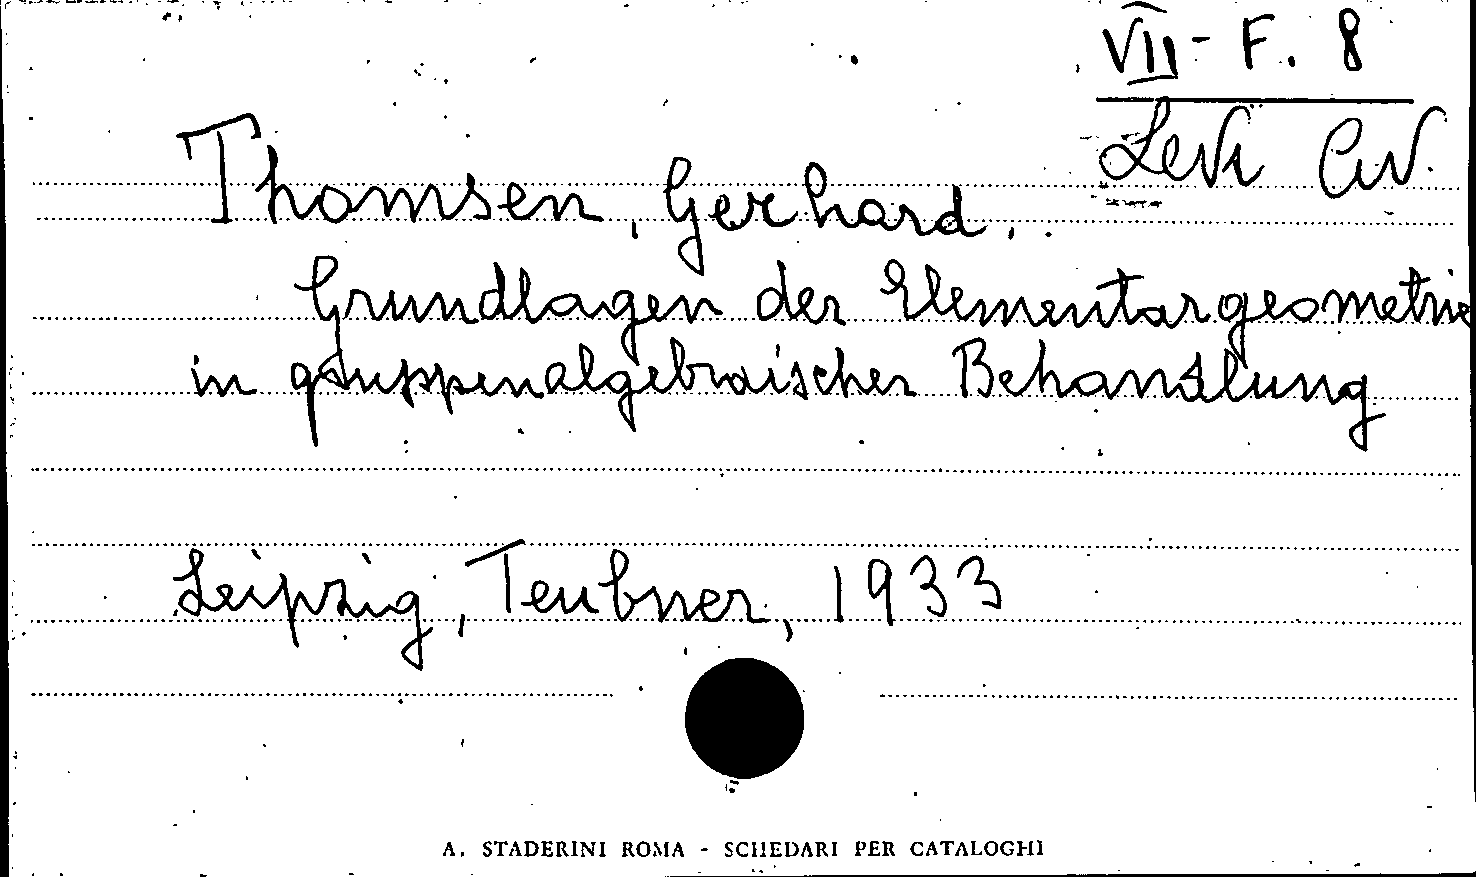 VII - F. 8
Levi Civ.
Thomsen, Gerhard.
Grundlagen der Elementargeometrie
in gruppenalgebraischer Behandlung
Leipzig, Teubner, 1933
A. STADERINI ROMA - SCHEDARI PER CATALOGHI